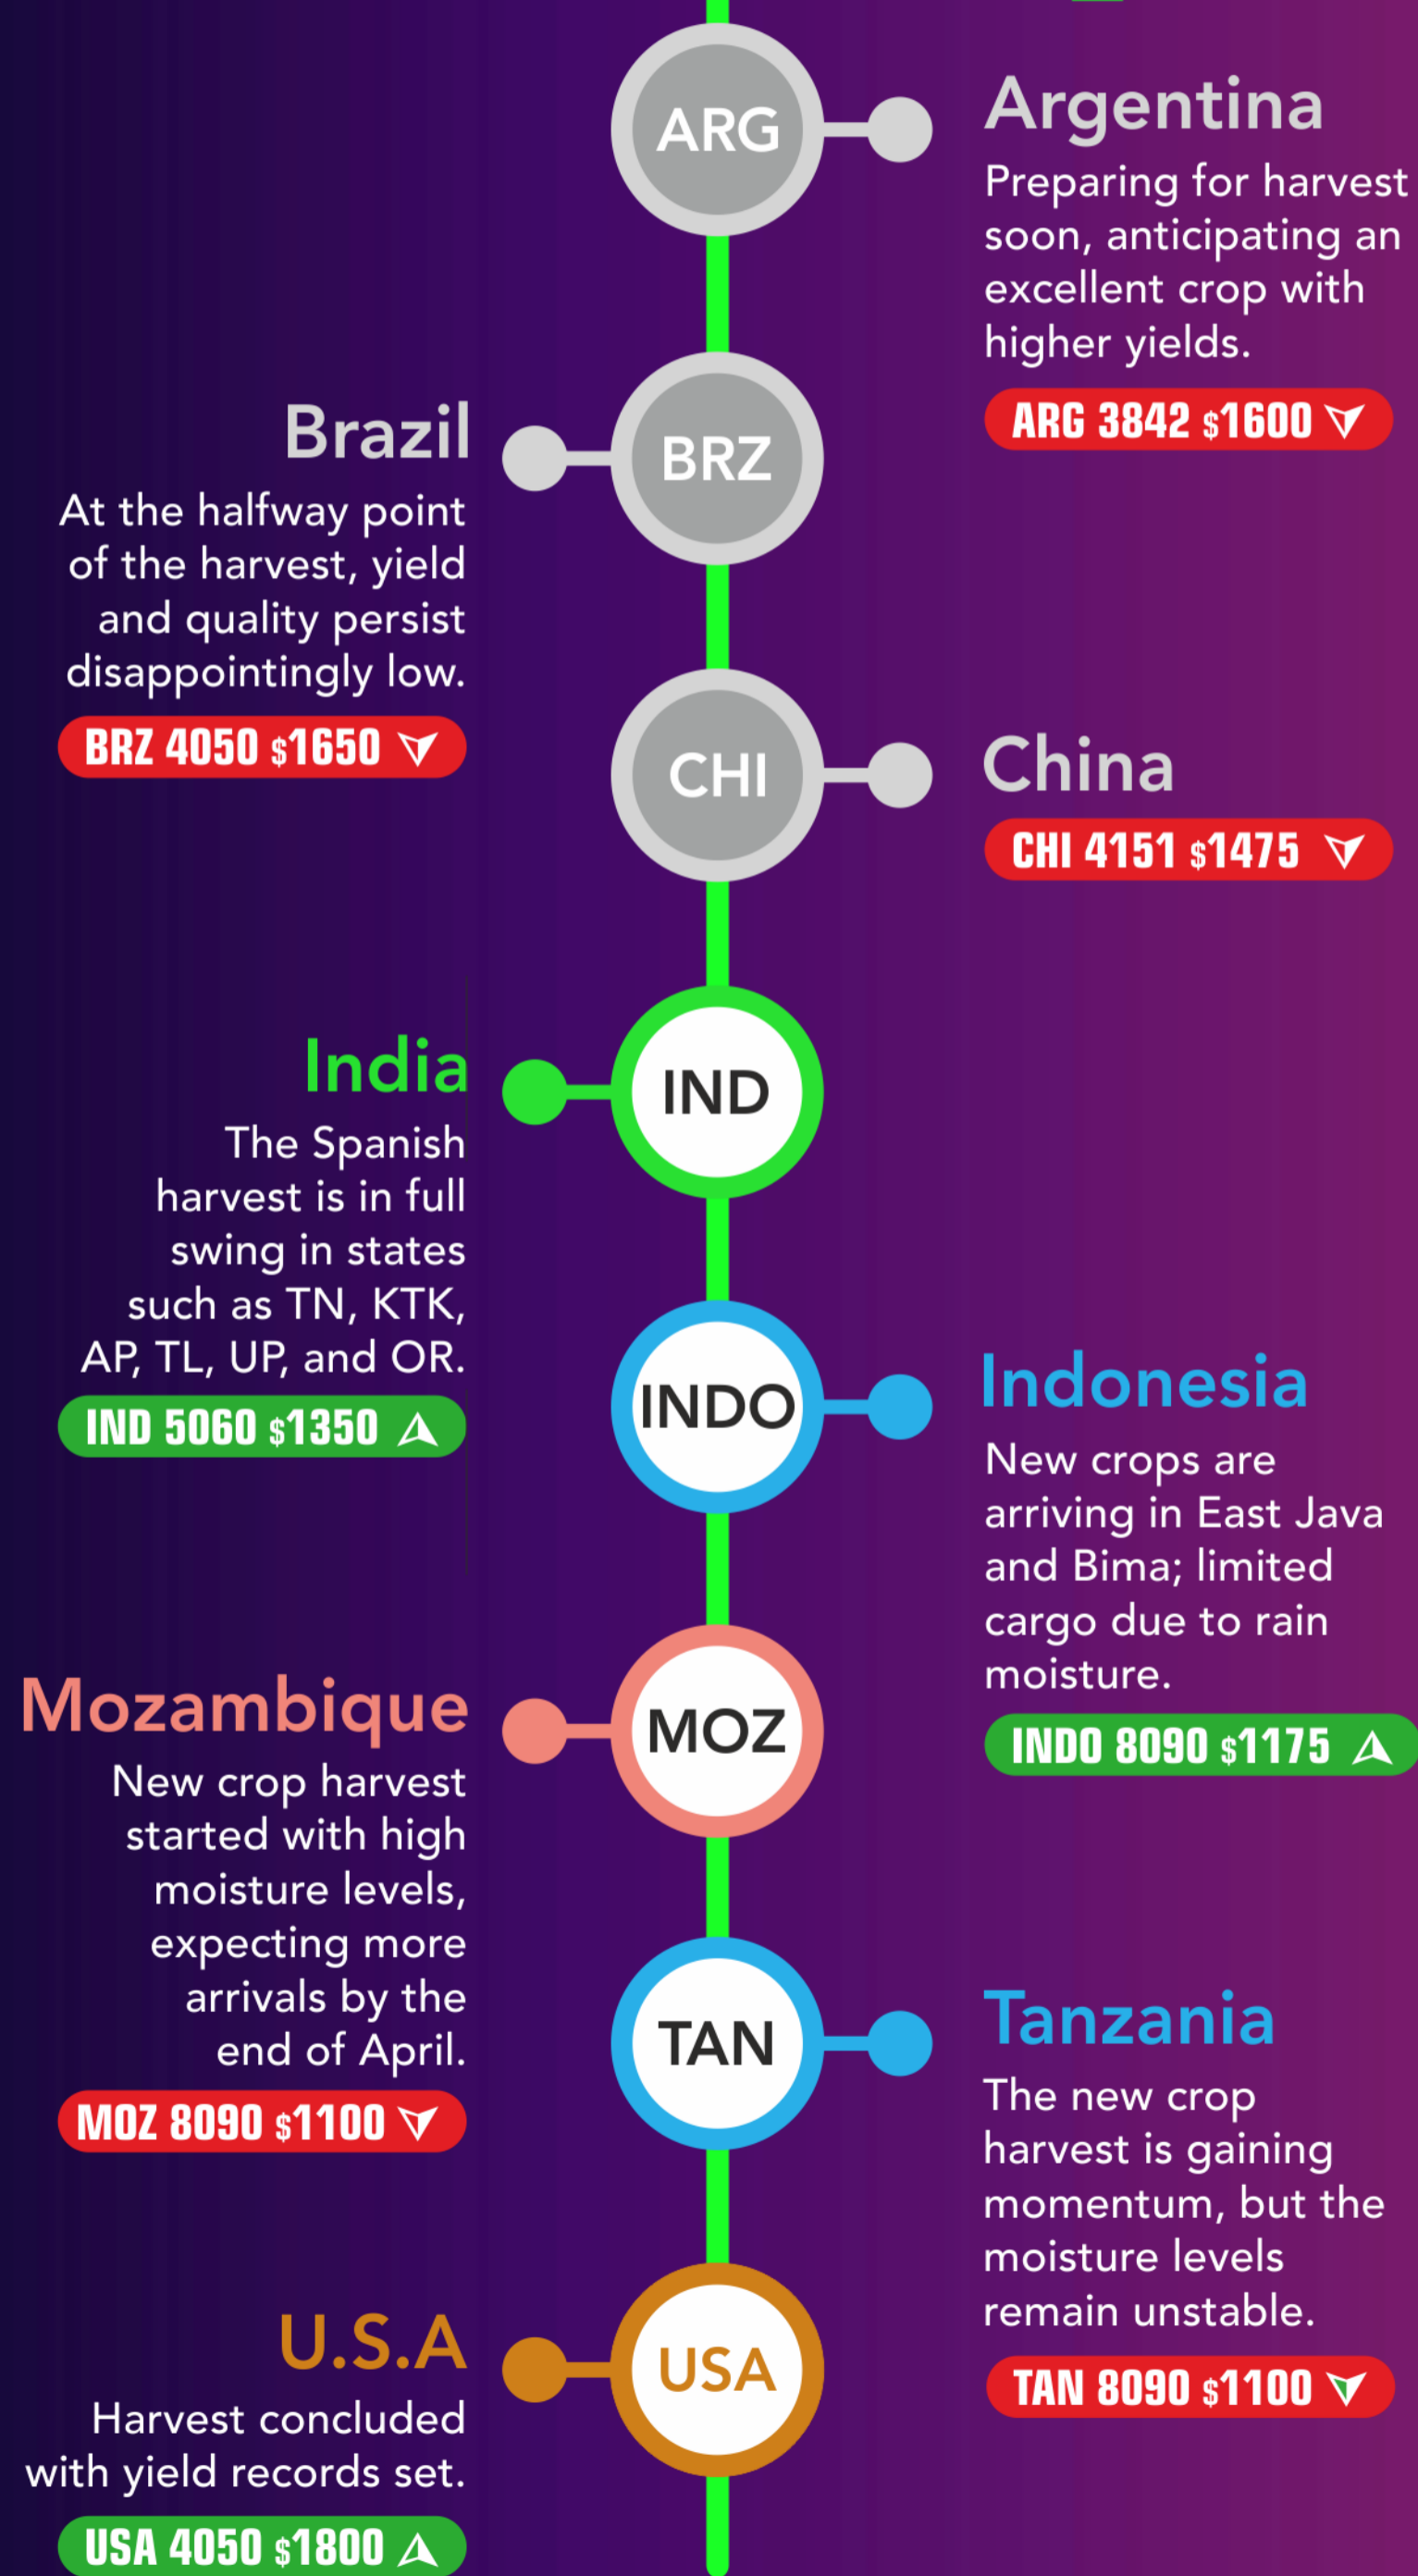 ARG
Argentina
Preparing for harvest
soon, anticipating an
excellent crop with
higher yields.
ARG 3842 $1600
Brazil
BRZ
At the halfway point
of the harvest, yield
and quality persist
disappointingly low.
BRZ 4050 $1650
CHI
China
CHI 4151 $1475
India
IND
The Spanish
harvest is in full
swing in states
such as TN, KTK,
AP, TL, UP, and OR.
IND 5060 $1350
INDO
Indonesia
New crops are
arriving in East Java
and Bima; limited
cargo due to rain
moisture.
INDO 8090 $1175
Mozambique
MOZ
New crop harvest
started with high
moisture levels,
expecting more
arrivals by the
end of April.
MOZ 8090 $1100
TAN
Tanzania
The new crop
harvest is gaining
momentum, but the
moisture levels
remain unstable.
TAN 8090 $1100
U.S.A
USA
Harvest concluded
with yield records set.
USA 4050 $1800